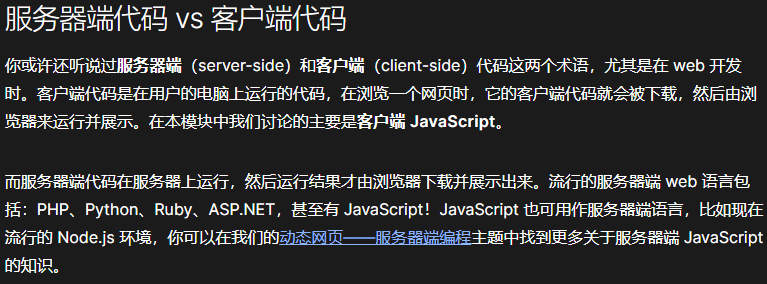 服务器端代码 vs 客户端代码
你或许还听说过服务器端（server-side）和客户端（client-side）代码这两个术语，尤其是在 web 开发
时。客户端代码是在用户的电脑上运行的代码，在浏览一个网页时，它的客户端代码就会被下载，然后由浏
览器来运行并展示。在本模块中我们讨论的主要是客户端 JavaScript。
而服务器端代码在服务器上运行，然后运行结果才由浏览器下载并展示出来。流行的服务器端 web 语言包
括：PHP、Python、Ruby、ASP.NET，甚至有 JavaScript！JavaScript 也可用作服务器端语言，比如现在
流行的 Node.js 环境，你可以在我们的动态网页——服务器端编程主题中找到更多关于服务器端 JavaScript
的知识。